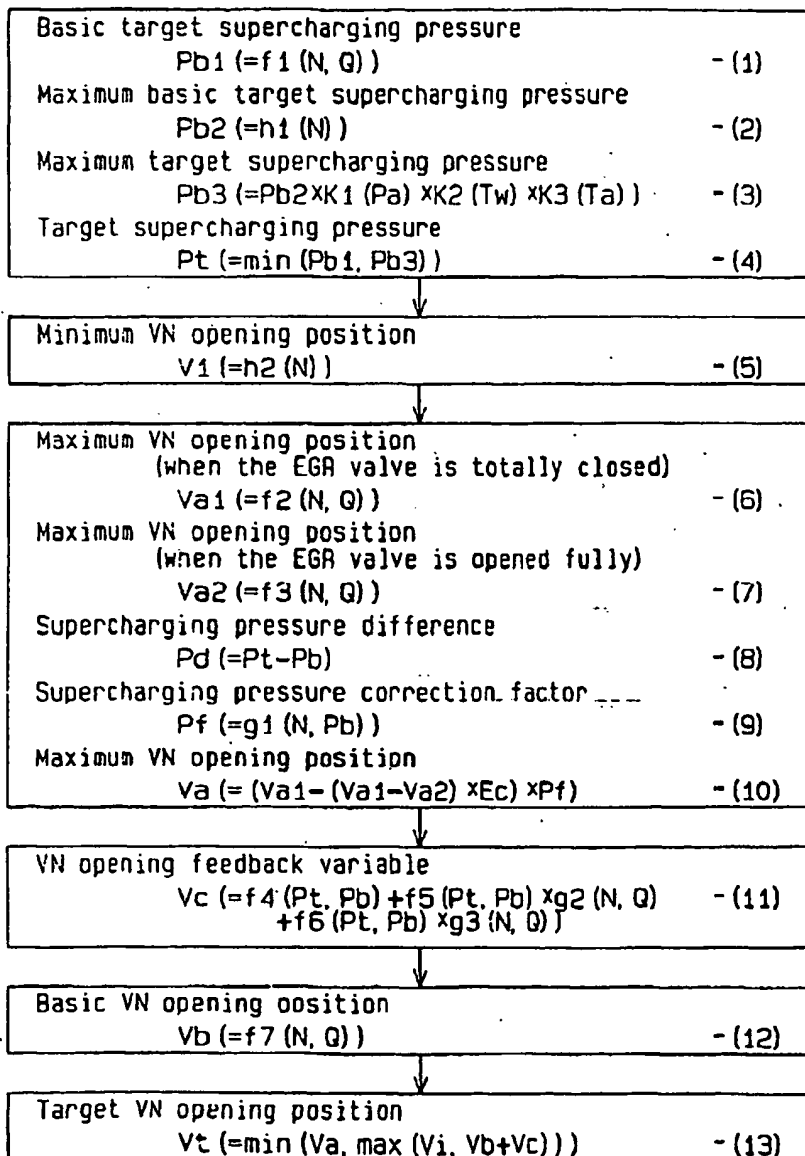 Basic target supercharging pressure
Pb1 (=f1 (N, Q)) -(1)
Maximum basic target supercharging pressure
Pb2 (=h1 (N)) -(2)
Maximum target supercharging pressure
Pb3 (=Pb2×K1 (Pa) ×K2 (Tw) ×K3 (Ta)) -(3)
Target supercharging pressure
Pt (=min (Pb1, Pb3)) -(4)
Minimum VN opening position
V1 (=h2 (N)) -(5)
Maximum VN opening position
(when the EGR valve is totally closed)
Va1 (=f2 (N, Q)) -(6)
Maximum VN opening position
(when the EGR valve is opened fully)
Va2 (=f3 (N, Q)) -(7)
Supercharging pressure difference
Pd (=Pt-Pb) -(8)
Supercharging pressure correction factor
Pf (=g1 (N, Pb)) -(9)
Maximum VN opening position
Va (= (Va1- (Va1-Va2) ×Ec) ×Pf) -(10)
VN opening feedback variable
Vc (=f4 (Pt, Pb) +f5 (Pt, Pb) ×g2 (N, Q) -(11)
+f6 (Pt, Pb) ×g3 (N, Q))
Basic VN opening position
Vb (=f7 (N, Q)) -(12)
Target VN opening position
Vt (=min (Va, max (Vi, Vb+Vc))) -(13)